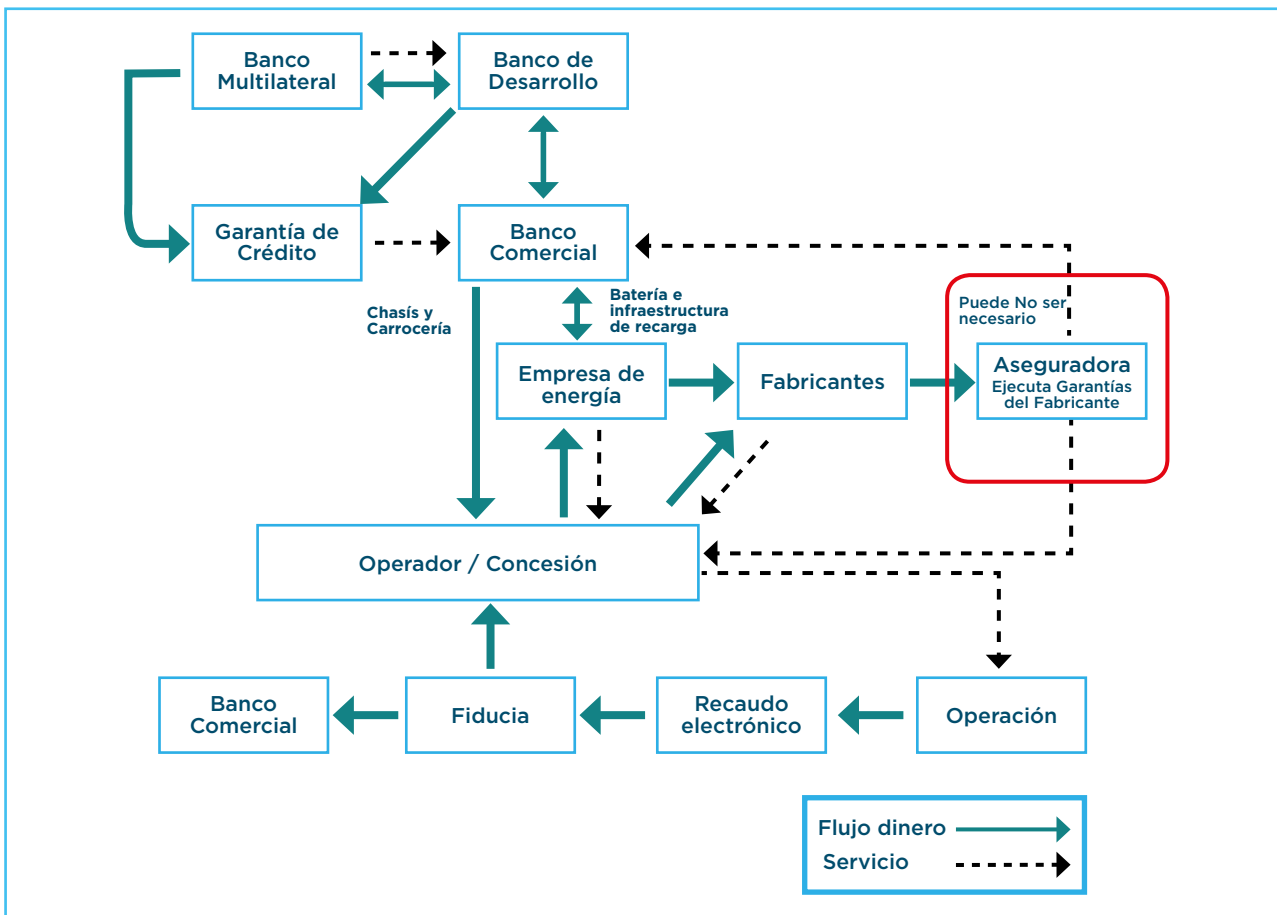 Banco
Multilateral
Banco de
Desarrollo
Garantía de
Crédito
Banco
Comercial
Chasís y
Carrocería
Batería e
infraestructura
de recarga
Puede No ser
necesario
Empresa de
energía
Fabricantes
Aseguradora
Ejecuta Garantías
del Fabricante
Operador / Concesión
Banco
Comercial
Fiducia
Recaudo
electrónico
Operación
Flujo dinero
Servicio